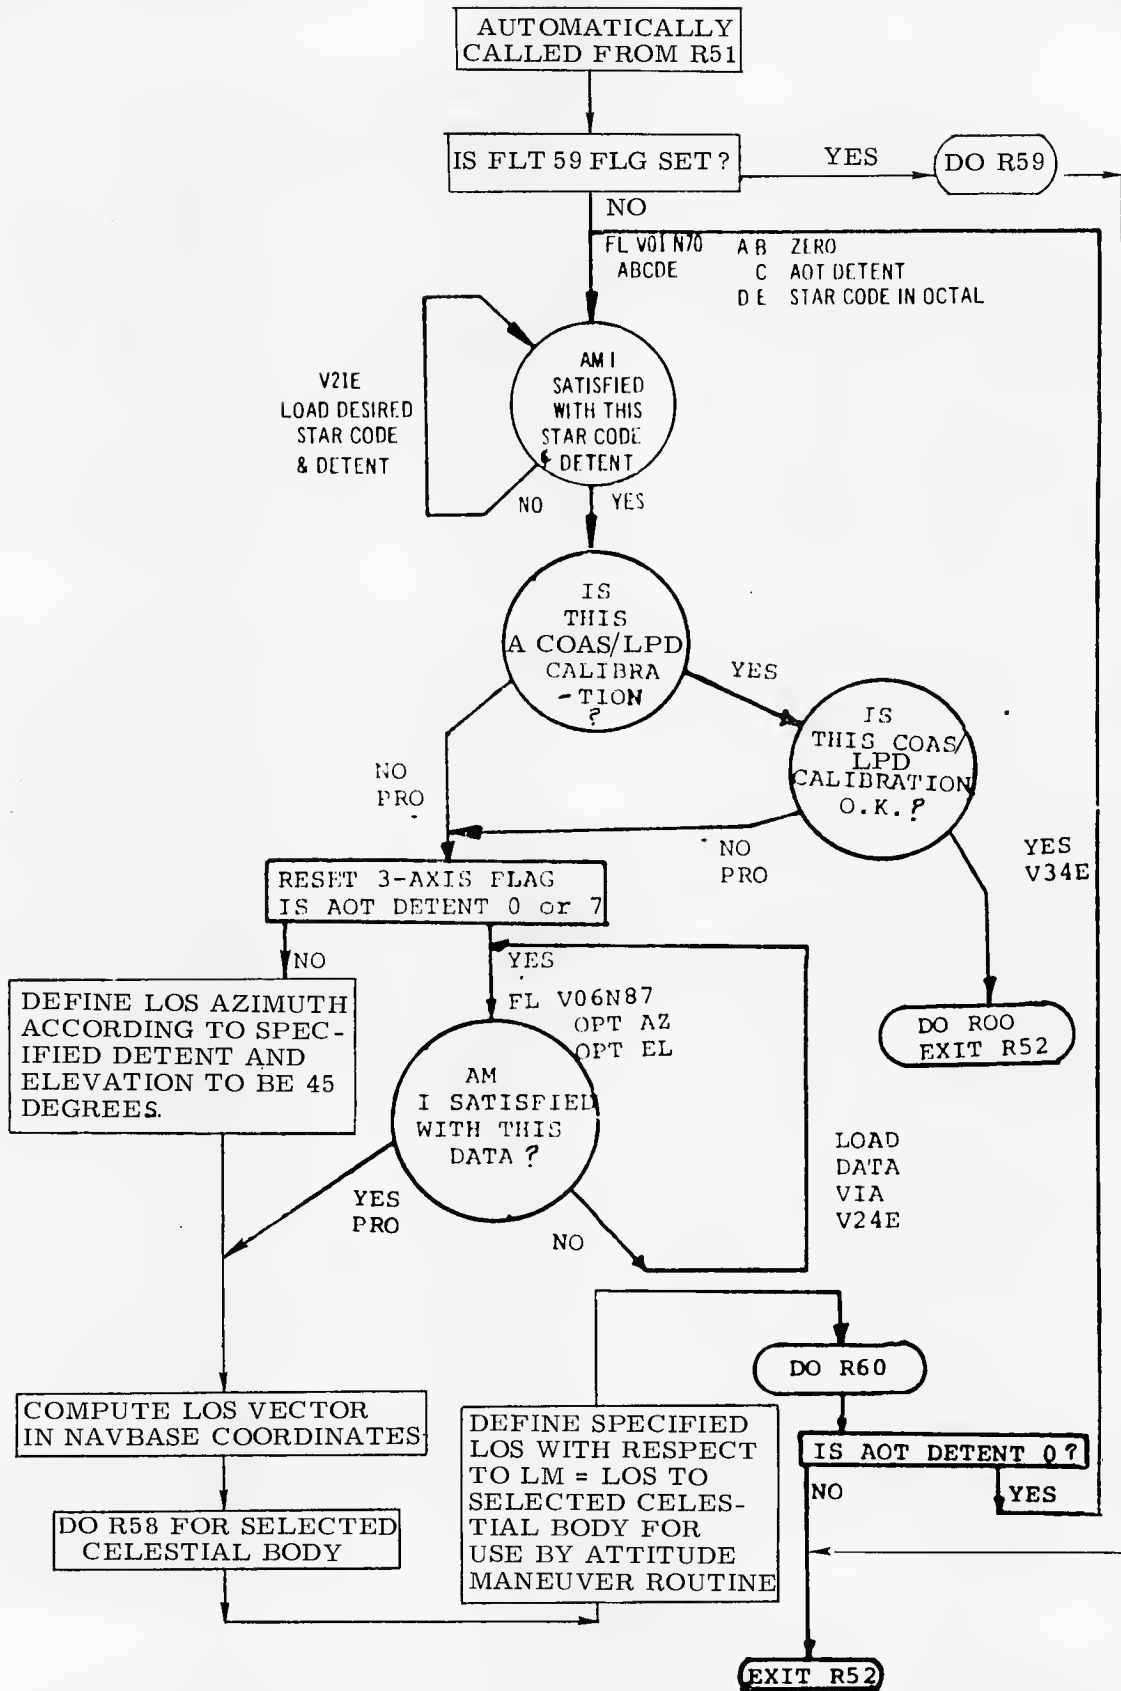 AUTOMATICALLY
CALLED FROM R51
IS FLT 59 FLG SET?
YES
DO R59
NO
FL V01 N70
ABCDE
A B ZERO
C AOT DETENT
D E STAR CODE IN OCTAL
AM I
SATISFIED
WITH THIS
STAR CODE
& DETENT
V21E
LOAD DESIRED
STAR CODE
& DETENT
NO
YES
IS
THIS
A COAS/LPD
CALIBRA
-TION
?
YES
NO
PRO
IS
THIS COAS/
LPD
CALIBRATION
O.K.?
NO
PRO
YES
V34E
RESET 3-AXIS FLAG
IS AOT DETENT 0 or 7
NO
YES
FL V06N87
OPT AZ
OPT EL
DO R00
EXIT R52
DEFINE LOS AZIMUTH
ACCORDING TO SPEC-
IFIED DETENT AND
ELEVATION TO BE 45
DEGREES.
AM
I SATISFIED
WITH THIS
DATA?
YES
PRO
NO
LOAD
DATA
VIA
V24E
DO R60
COMPUTE LOS VECTOR
IN NAVBASE COORDINATES
DEFINE SPECIFIED
LOS WITH RESPECT
TO LM = LOS TO
SELECTED CELES-
TIAL BODY FOR
USE BY ATTITUDE
MANEUVER ROUTINE
IS AOT DETENT 0?
NO
YES
DO R58 FOR SELECTED
CELESTIAL BODY
EXIT R52